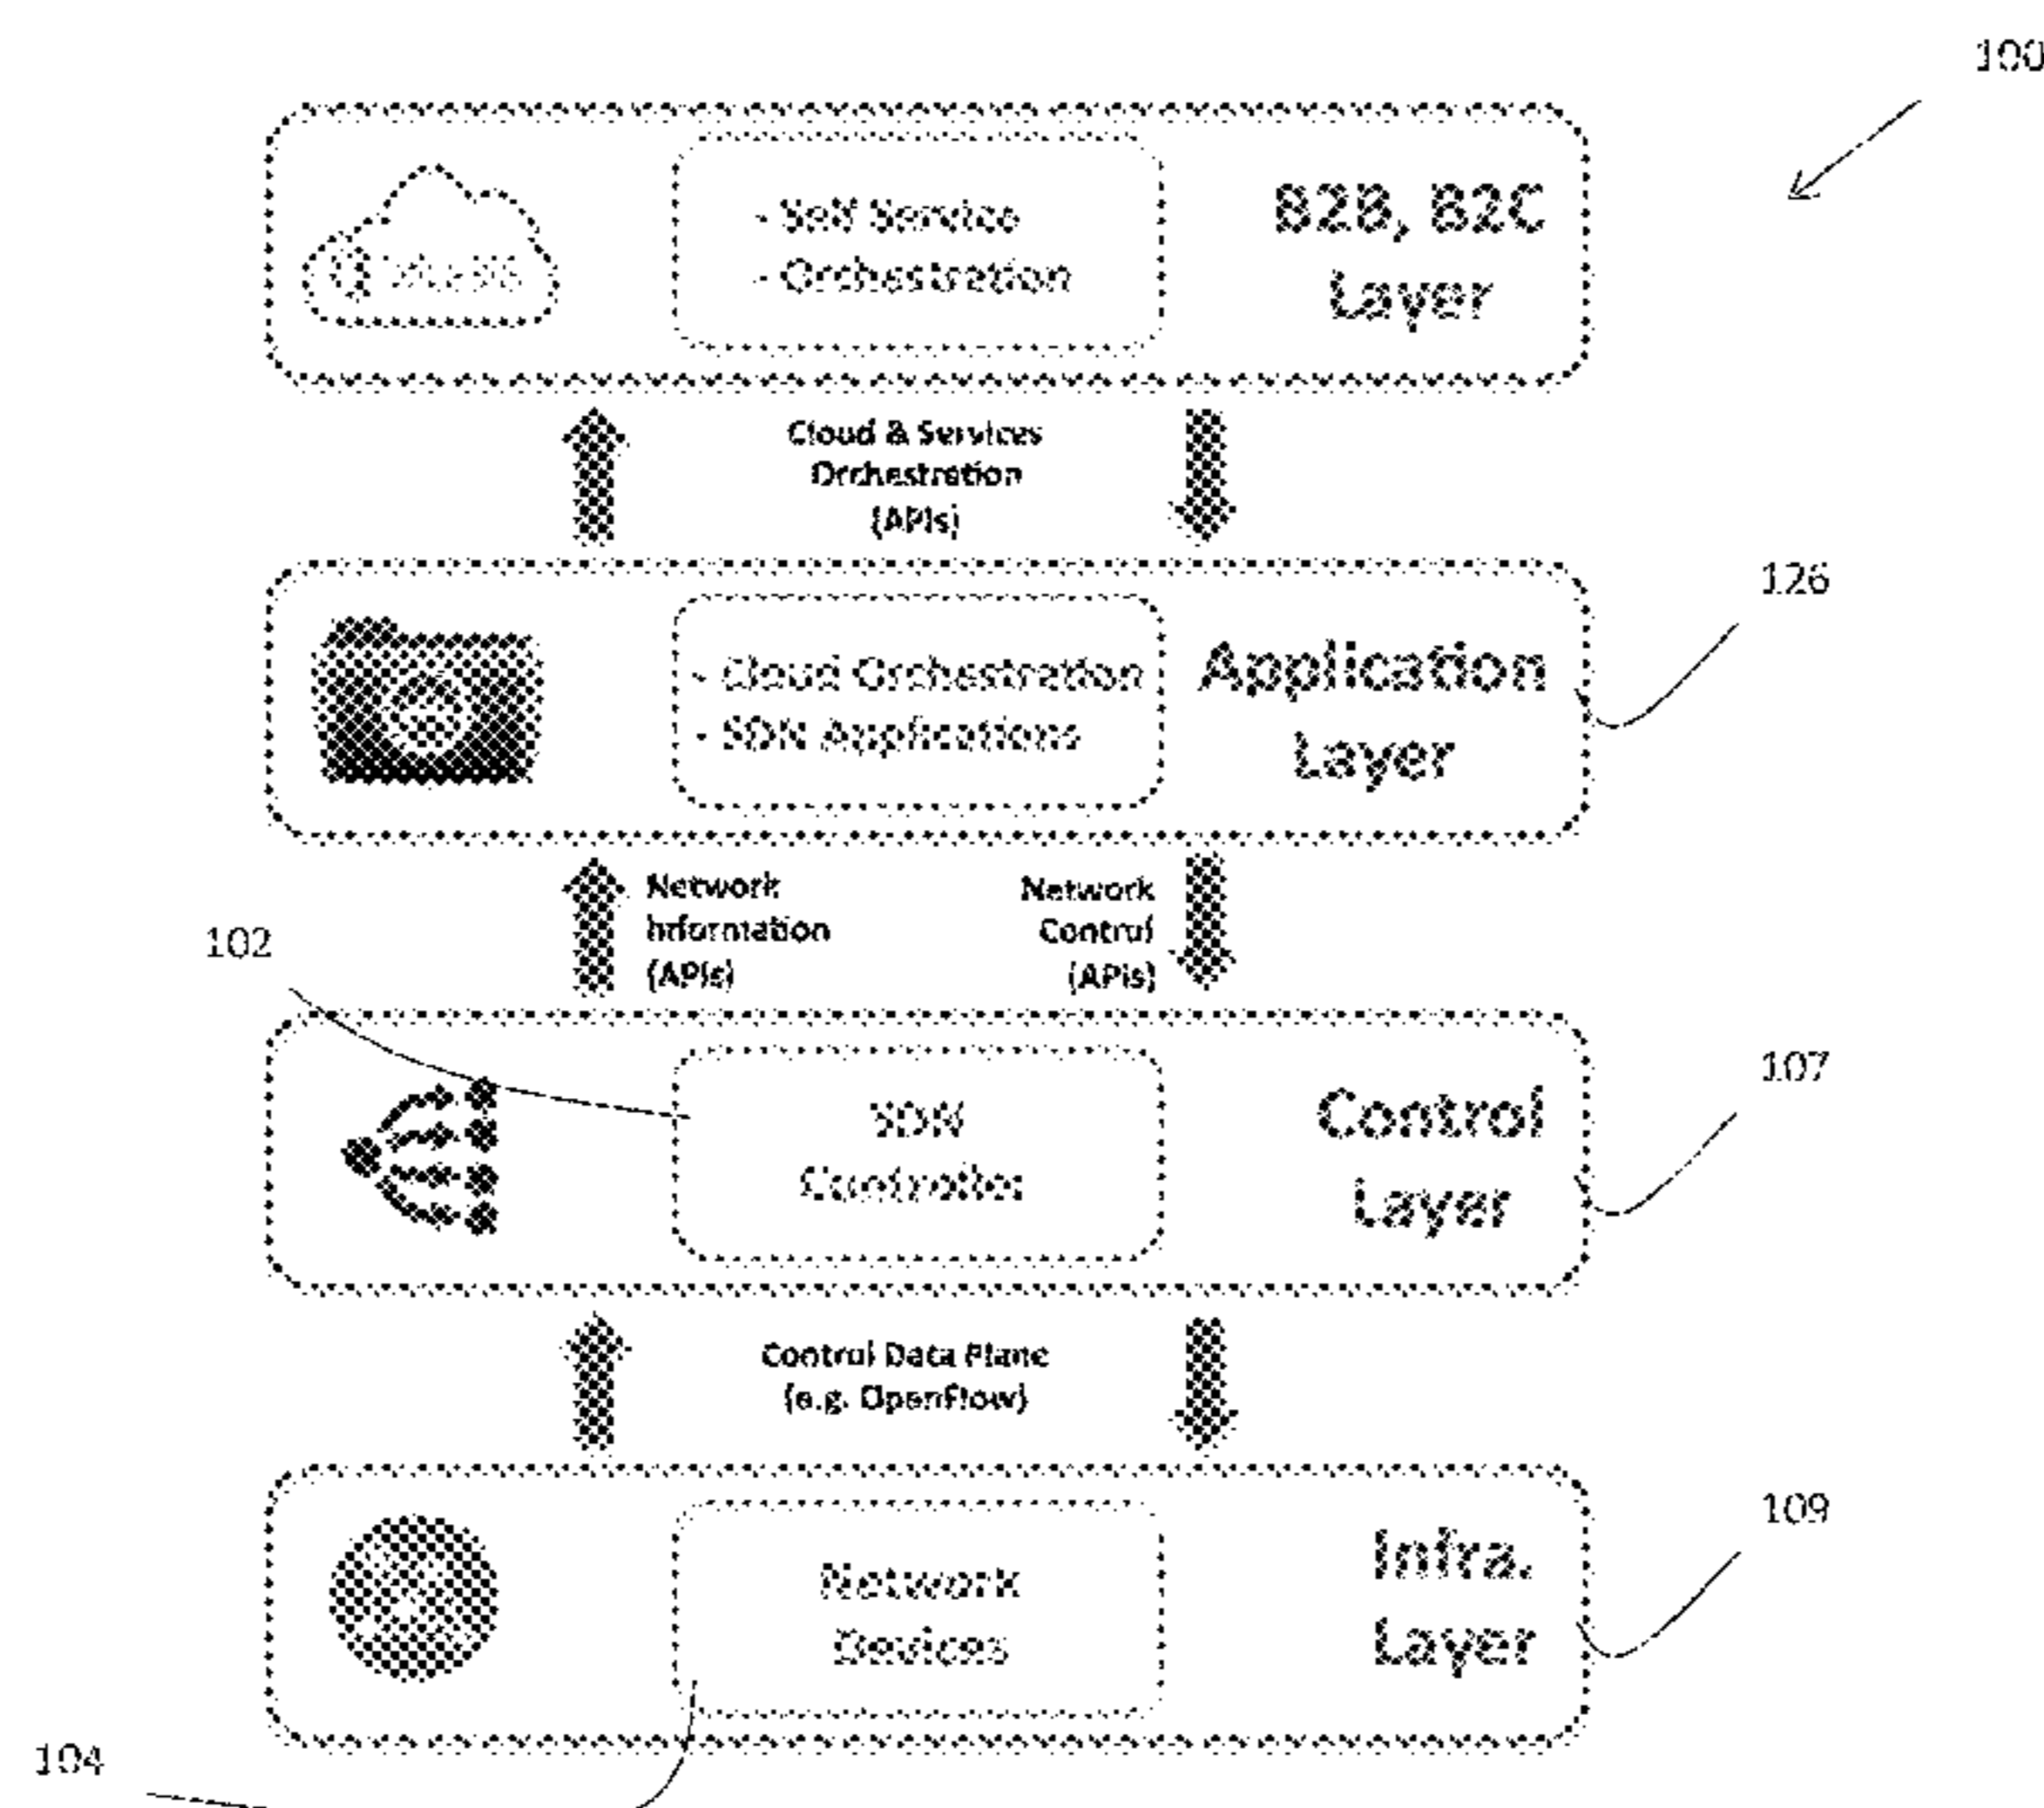 100
- Self Service
- Orchestration
B2B, B2C
Layer
Cloud & Services
Orchestration
(APIs)
126
- Cloud Orchestration
- SDN Applications
Application
Layer
Network
Information
(APIs)
Network
Control
(APIs)
102
SDN
Controller
Control
Layer
107
Control Data Plane
(e.g. OpenFlow)
Network
Devices
Infra.
Layer
109
104